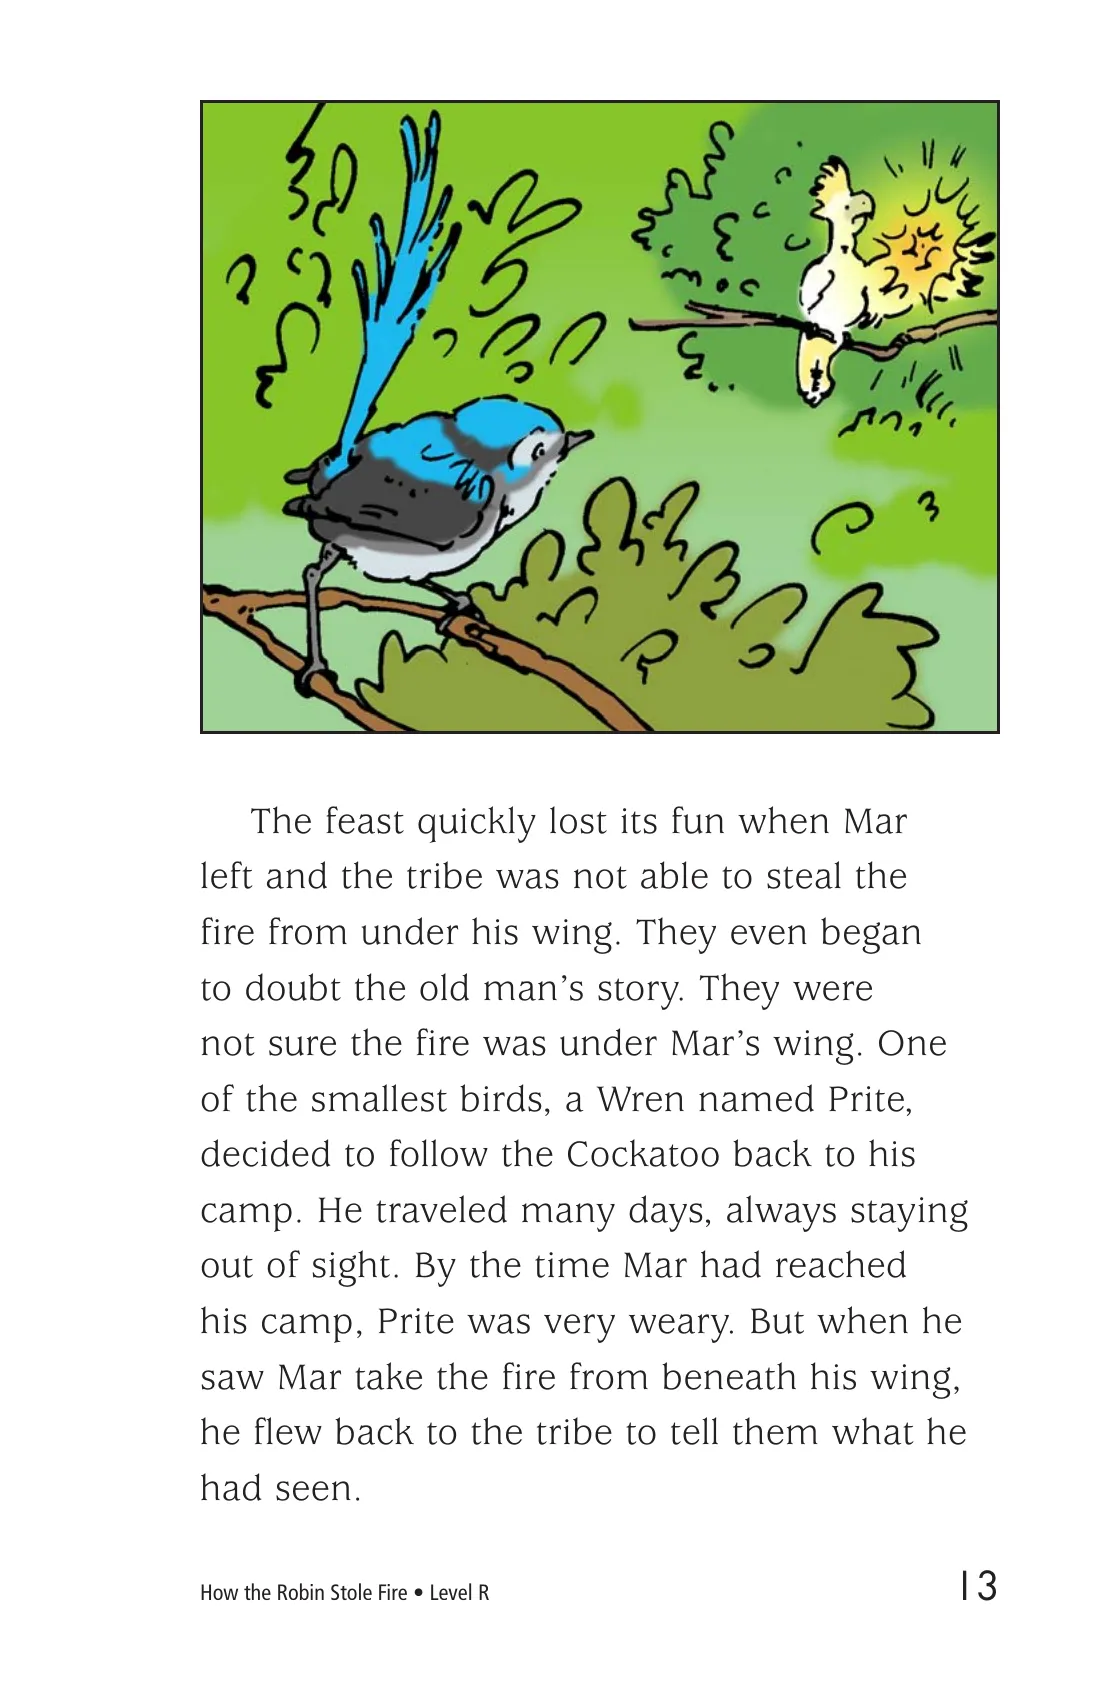 The feast quickly lost its fun when Mar
left and the tribe was not able to steal the
fire from under his wing. They even began
to doubt the old man’s story. They were
not sure the fire was under Mar’s wing. One
of the smallest birds, a Wren named Prite,
decided to follow the Cockatoo back to his
camp. He traveled many days, always staying
out of sight. By the time Mar had reached
his camp, Prite was very weary. But when he
saw Mar take the fire from beneath his wing,
he flew back to the tribe to tell them what he
had seen.
How the Robin Stole Fire • Level R
13